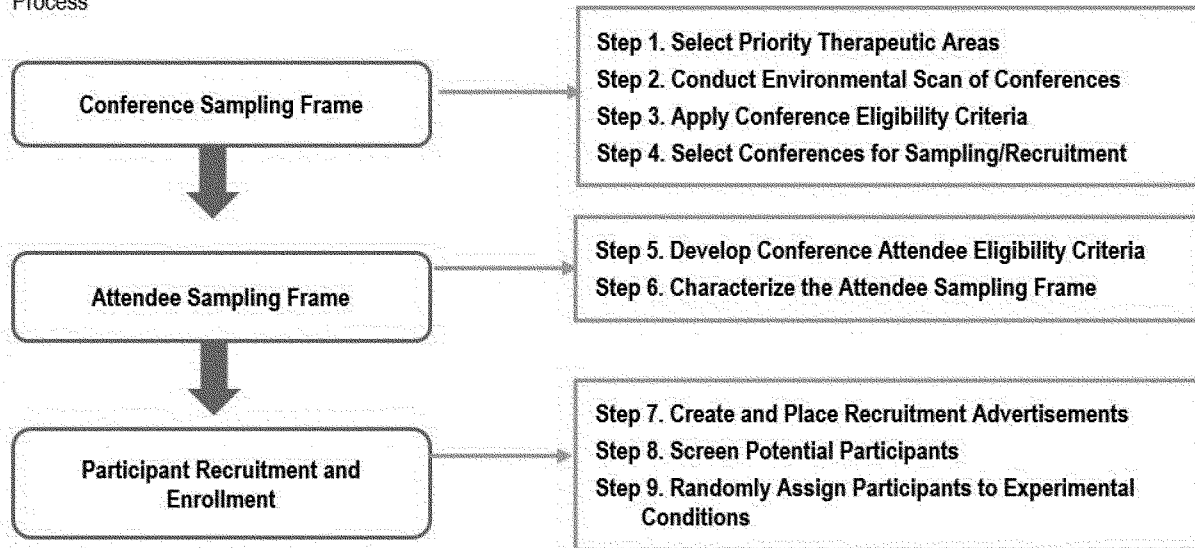 Process
Conference Sampling Frame
Step 1. Select Priority Therapeutic Areas
Step 2. Conduct Environmental Scan of Conferences
Step 3. Apply Conference Eligibility Criteria
Step 4. Select Conferences for Sampling/Recruitment
Attendee Sampling Frame
Step 5. Develop Conference Attendee Eligibility Criteria
Step 6. Characterize the Attendee Sampling Frame
Participant Recruitment and
Enrollment
Step 7. Create and Place Recruitment Advertisements
Step 8. Screen Potential Participants
Step 9. Randomly Assign Participants to Experimental
Conditions